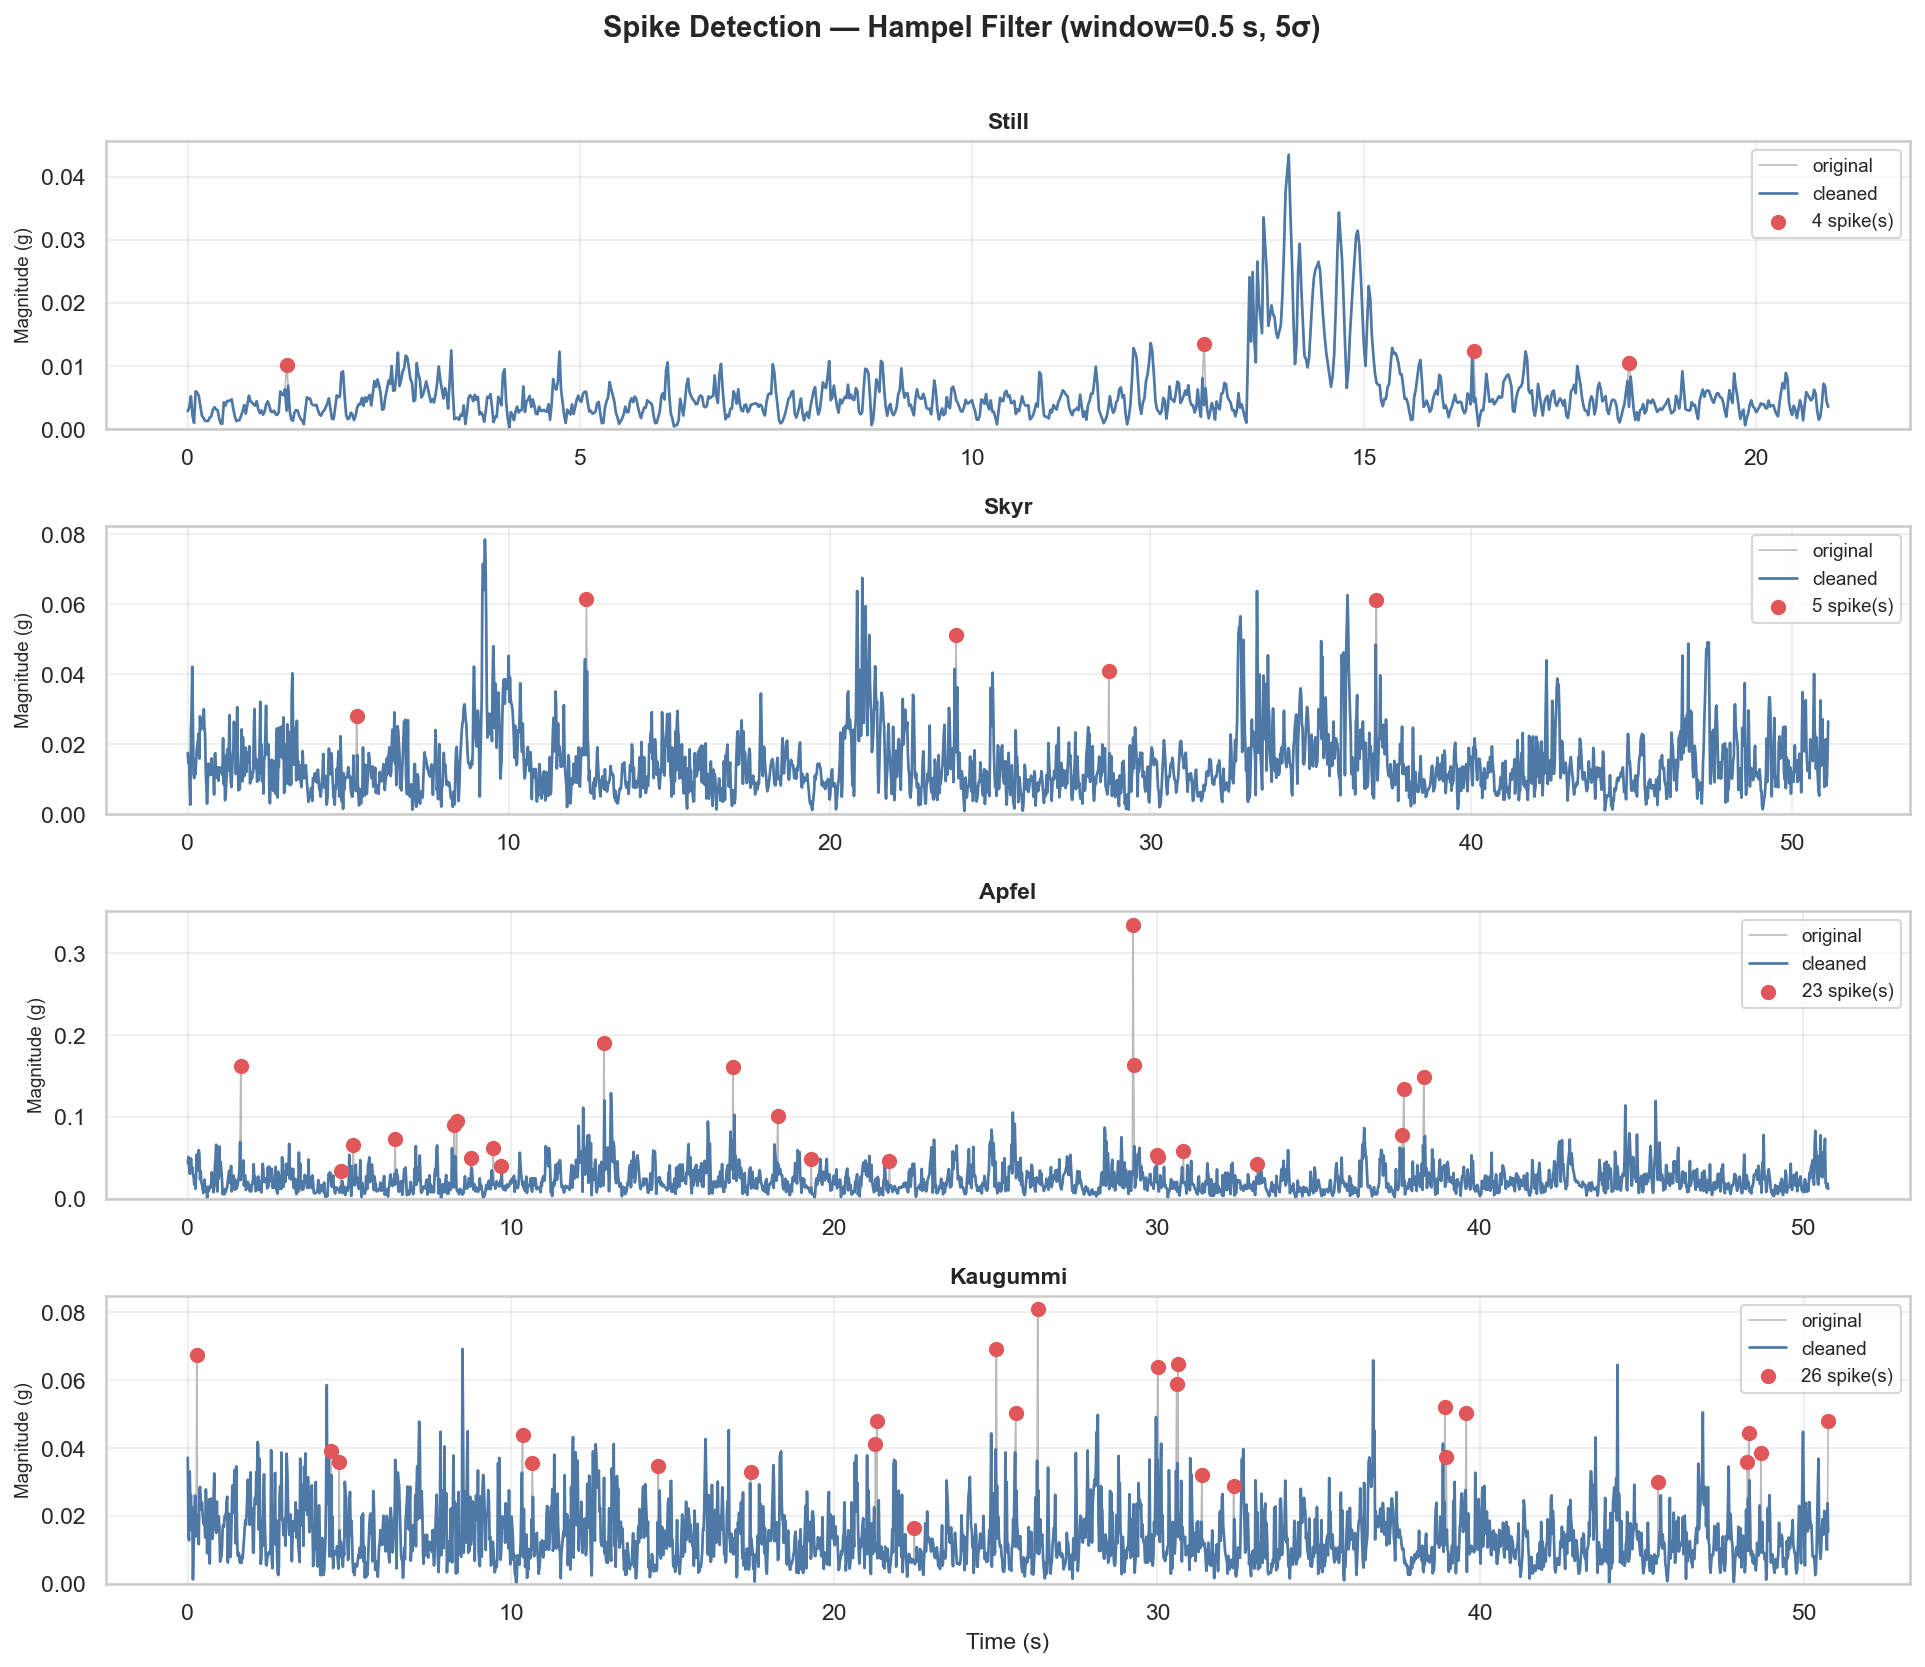 Spike Detection — Hampel Filter (window=0.5 s, 5σ)
Still
Magnitude (g)
0.04
0.03
0.02
0.01
0.00
original
cleaned
4 spike(s)
0 5 10 15 20
Skyr
Magnitude (g)
0.08
0.06
0.04
0.02
0.00
original
cleaned
5 spike(s)
0 10 20 30 40 50
Apfel
Magnitude (g)
0.3
0.2
0.1
0.0
original
cleaned
23 spike(s)
0 10 20 30 40 50
Kaugummi
Magnitude (g)
0.08
0.06
0.04
0.02
0.00
original
cleaned
26 spike(s)
0 10 20 30 40 50
Time (s)